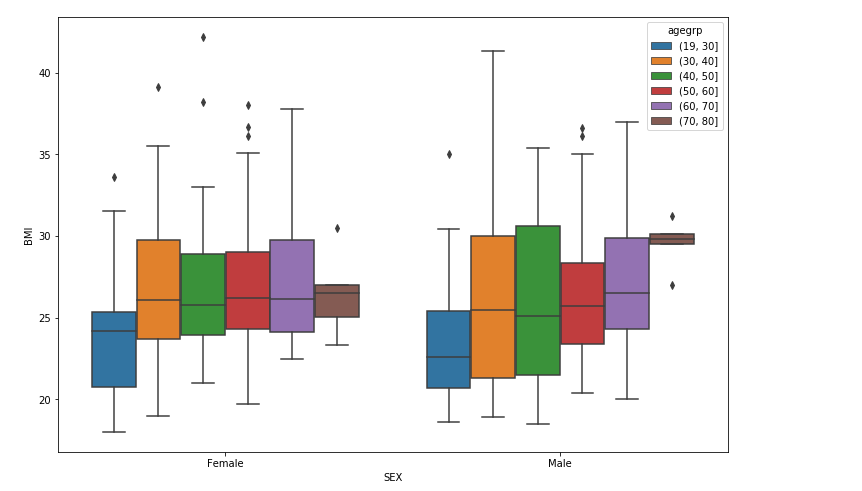 agegrp
(19, 30]
(30, 40]
(40, 50]
(50, 60]
(60, 70]
(70, 80]
40
35
30
25
20
BMI
Female
Male
SEX